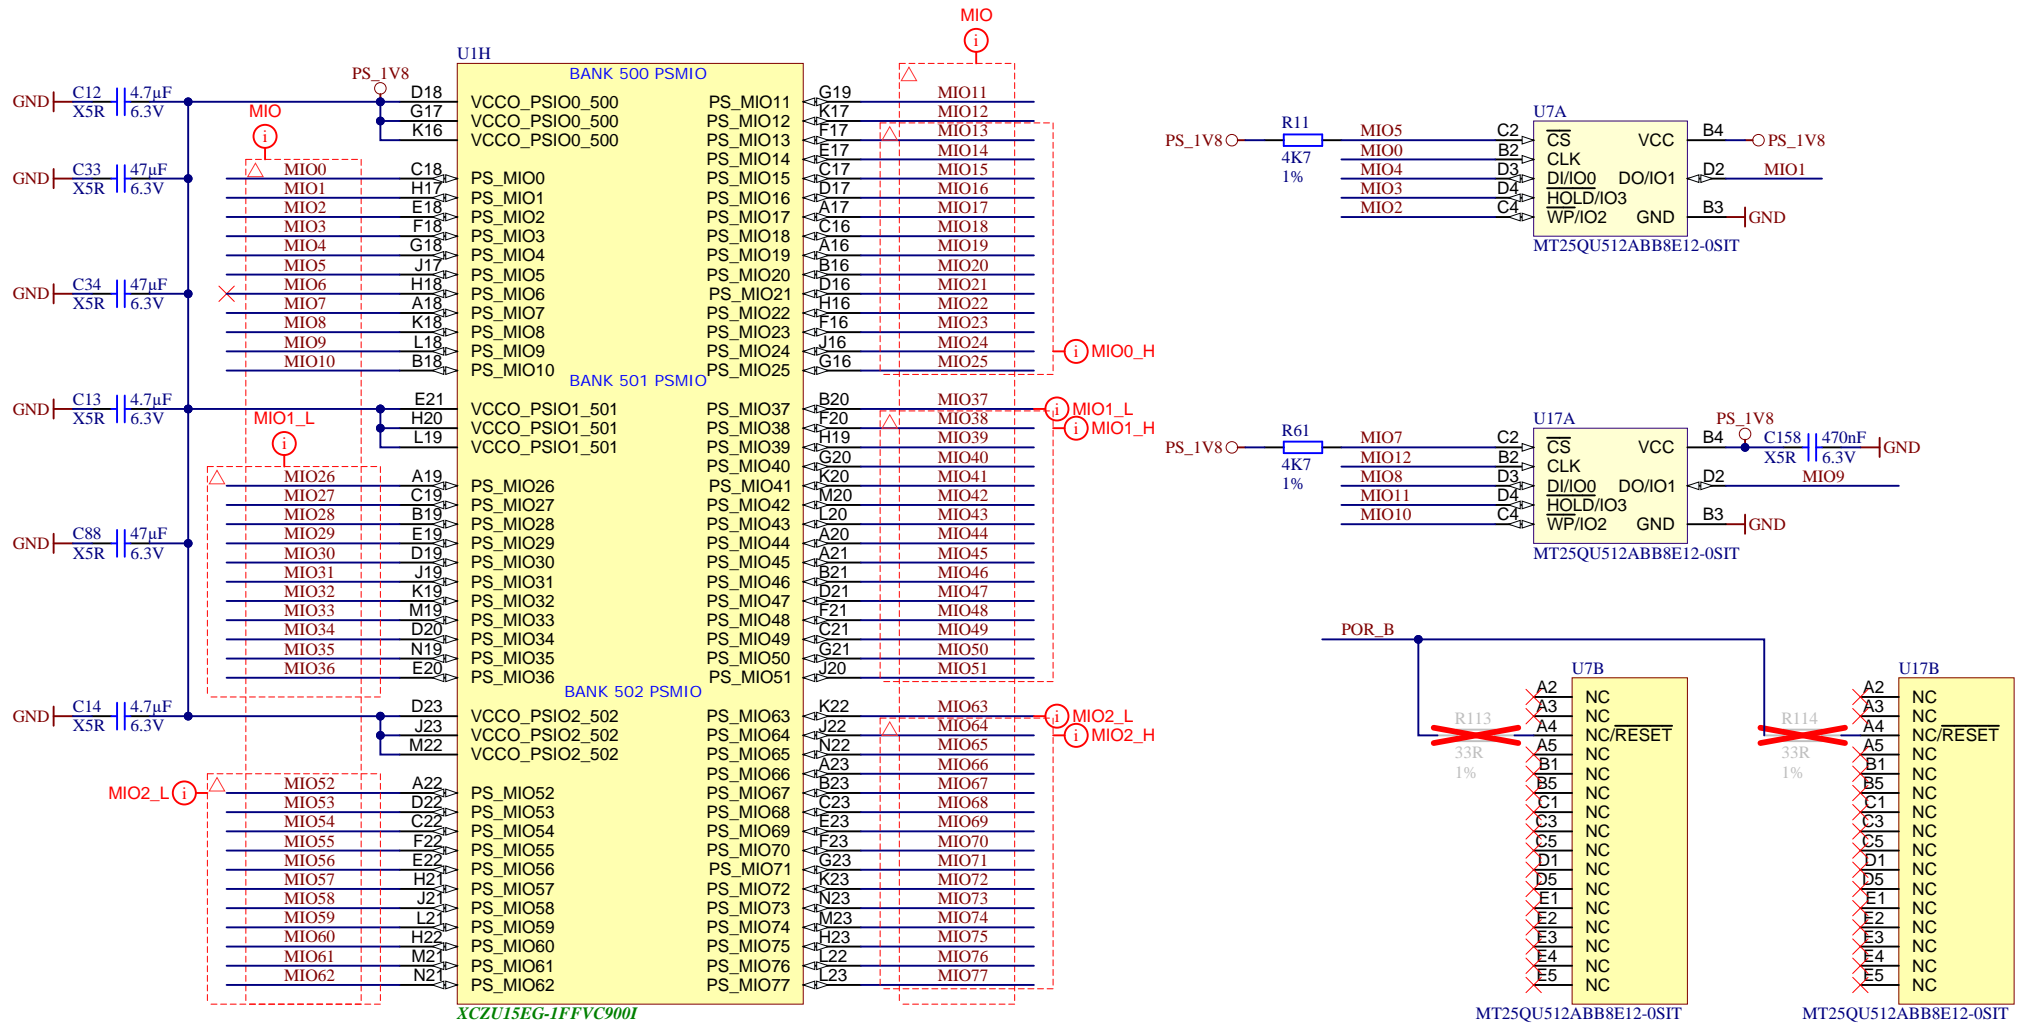 MIO
U1H
BANK 500 PSMIO
PS_1V8
GND C12 4.7µF
X5R 6.3V
GND C33 47µF
X5R 6.3V
GND C34 47µF
X5R 6.3V
GND C13 4.7µF
X5R 6.3V
GND C88 47µF
X5R 6.3V
GND C14 4.7µF
X5R 6.3V
D18 VCCO_PSIO0_500
G17 VCCO_PSIO0_500
K16 VCCO_PSIO0_500
MIO
MIO0 C18 PS_MIO0
MIO1 H17 PS_MIO1
MIO2 E18 PS_MIO2
MIO3 F18 PS_MIO3
MIO4 G18 PS_MIO4
MIO5 J17 PS_MIO5
MIO6 H18 PS_MIO6
MIO7 A18 PS_MIO7
MIO8 K18 PS_MIO8
MIO9 L18 PS_MIO9
MIO10 B18 PS_MIO10
PS_MIO11 G19 MIO11
PS_MIO12 K17 MIO12
PS_MIO13 F17 MIO13
PS_MIO14 E17 MIO14
PS_MIO15 C17 MIO15
PS_MIO16 D17 MIO16
PS_MIO17 A17 MIO17
PS_MIO18 C16 MIO18
PS_MIO19 A16 MIO19
PS_MIO20 B16 MIO20
PS_MIO21 D16 MIO21
PS_MIO22 H16 MIO22
PS_MIO23 F16 MIO23
PS_MIO24 J16 MIO24
PS_MIO25 G16 MIO25
MIO0_H
BANK 501 PSMIO
E21 VCCO_PSIO1_501
H20 VCCO_PSIO1_501
L19 VCCO_PSIO1_501
MIO1_L
MIO26 A19 PS_MIO26
MIO27 C19 PS_MIO27
MIO28 B19 PS_MIO28
MIO29 E19 PS_MIO29
MIO30 D19 PS_MIO30
MIO31 J19 PS_MIO31
MIO32 K19 PS_MIO32
MIO33 M19 PS_MIO33
MIO34 D20 PS_MIO34
MIO35 N19 PS_MIO35
MIO36 E20 PS_MIO36
PS_MIO37 B20 MIO37
MIO1_L
PS_MIO38 F20 MIO38
MIO1_H
PS_MIO39 H19 MIO39
PS_MIO40 G20 MIO40
PS_MIO41 K20 MIO41
PS_MIO42 M20 MIO42
PS_MIO43 L20 MIO43
PS_MIO44 A20 MIO44
PS_MIO45 A21 MIO45
PS_MIO46 B21 MIO46
PS_MIO47 D21 MIO47
PS_MIO48 F21 MIO48
PS_MIO49 C21 MIO49
PS_MIO50 G21 MIO50
PS_MIO51 J20 MIO51
BANK 502 PSMIO
D23 VCCO_PSIO2_502
J23 VCCO_PSIO2_502
M22 VCCO_PSIO2_502
MIO2_L
MIO52 A22 PS_MIO52
MIO53 D22 PS_MIO53
MIO54 C22 PS_MIO54
MIO55 F22 PS_MIO55
MIO56 E22 PS_MIO56
MIO57 H21 PS_MIO57
MIO58 J21 PS_MIO58
MIO59 L21 PS_MIO59
MIO60 H22 PS_MIO60
MIO61 M21 PS_MIO61
MIO62 N21 PS_MIO62
PS_MIO63 K22 MIO63
MIO2_L
PS_MIO64 J22 MIO64
MIO2_H
PS_MIO65 N22 MIO65
PS_MIO66 A23 MIO66
PS_MIO67 B23 MIO67
PS_MIO68 C23 MIO68
PS_MIO69 E23 MIO69
PS_MIO70 F23 MIO70
PS_MIO71 G23 MIO71
PS_MIO72 K23 MIO72
PS_MIO73 N23 MIO73
PS_MIO74 M23 MIO74
PS_MIO75 H23 MIO75
PS_MIO76 L22 MIO76
PS_MIO77 L23 MIO77
XCZU15EG-1FFVC900I
U7A
PS_1V8 R11 MIO5 C2 CS VCC B4 PS_1V8
4K7
1%
MIO0 B2 CLK
MIO4 D3 DI/IO0 DO/IO1 D2 MIO1
MIO3 D4 HOLD/IO3
MIO2 C4 WP/IO2 GND B3 GND
MT25QU512ABB8E12-0SIT
U17A
PS_1V8
PS_1V8 R61 MIO7 C2 CS VCC B4 C158 470nF GND
4K7 X5R 6.3V
1%
MIO12 B2 CLK
MIO8 D3 DI/IO0 DO/IO1 D2 MIO9
MIO11 D4 HOLD/IO3
MIO10 C4 WP/IO2 GND B3 GND
MT25QU512ABB8E12-0SIT
POR_B
U7B
A2 NC
A3 NC
R113 A4 NC/RESET
33R
1%
A5 NC
B1 NC
B5 NC
C1 NC
C3 NC
C5 NC
D1 NC
D5 NC
E1 NC
E2 NC
E3 NC
E4 NC
E5 NC
MT25QU512ABB8E12-0SIT
U17B
A2 NC
A3 NC
R114 A4 NC/RESET
33R
1%
A5 NC
B1 NC
B5 NC
C1 NC
C3 NC
C5 NC
D1 NC
D5 NC
E1 NC
E2 NC
E3 NC
E4 NC
E5 NC
MT25QU512ABB8E12-0SIT